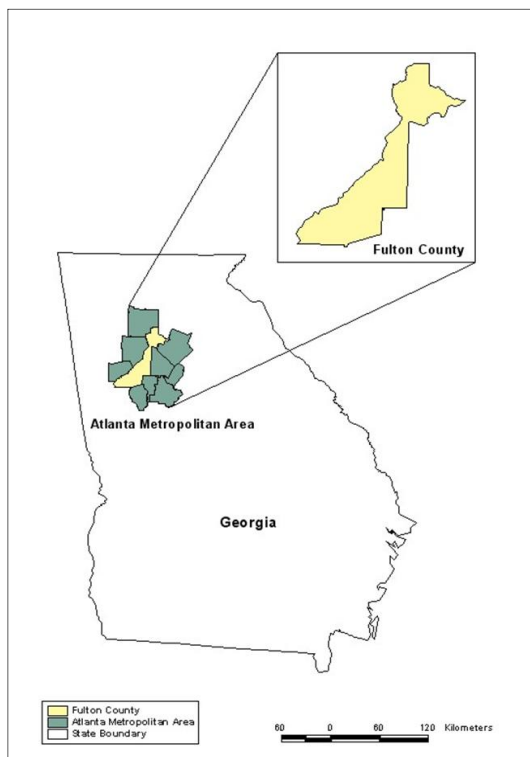 Fulton County
Atlanta Metropolitan Area
Georgia
Fulton County
Atlanta Metropolitan Area
State Boundary
60 0 60 120 Kilometers